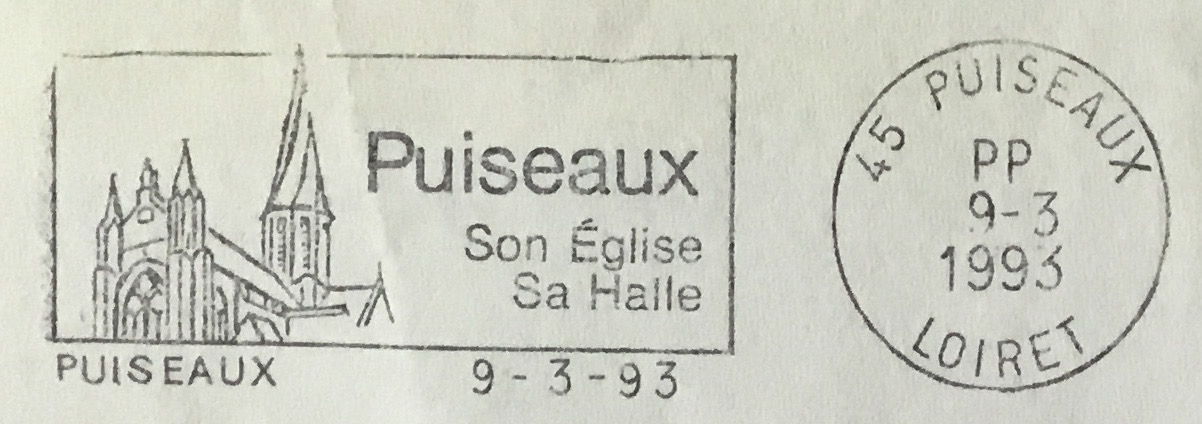 Puiseaux
Son Église
Sa Halle
PUISEAUX 9-3-93
45 PUISEAUX
PP
9-3
1993
LOIRET